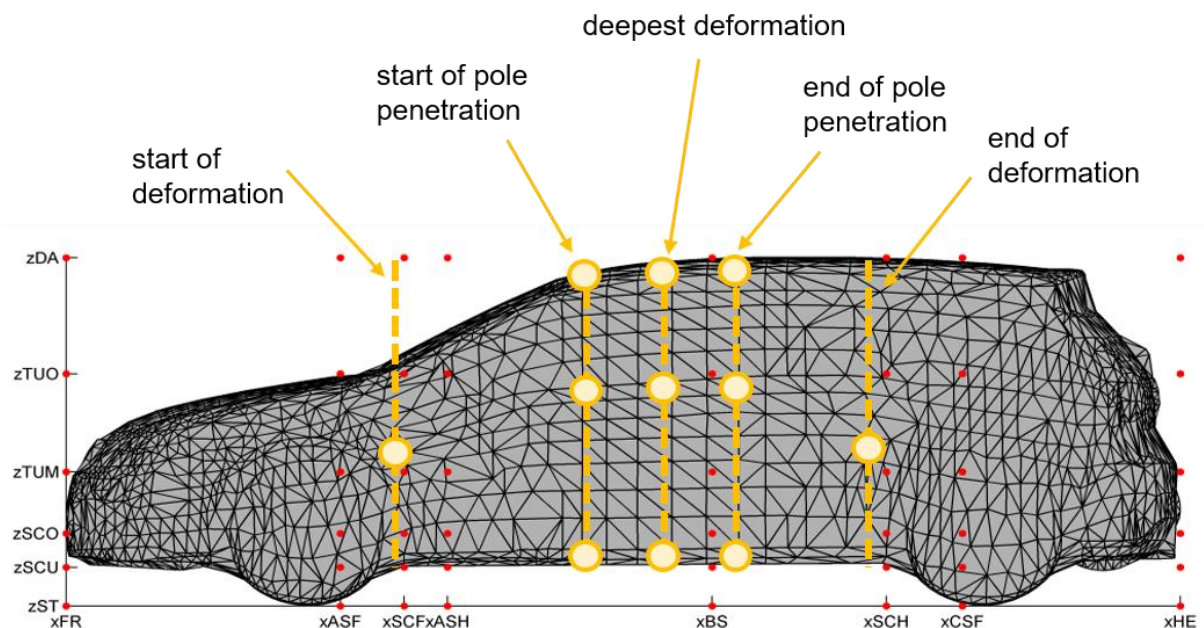 deepest deformation
start of pole
penetration
end of pole
penetration
start of
deformation
end of
deformation
zDA
zTUO
zTUM
zSCO
zSCU
zST
xFR
xASF
xSCF
xASH
xBS
xSCH
xCSF
xHE